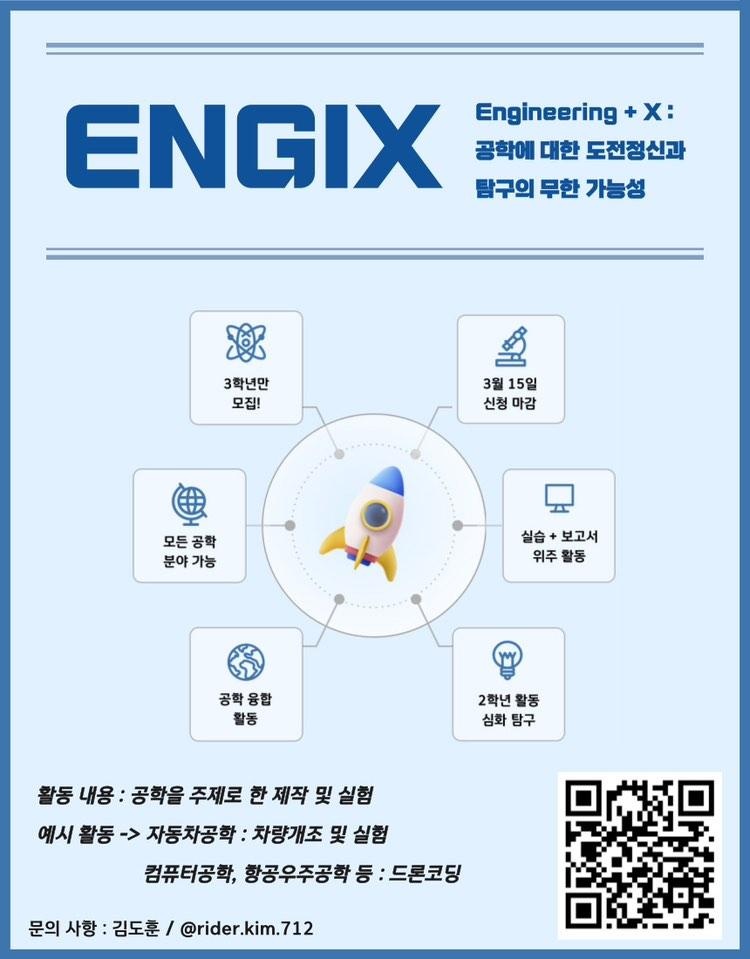 ENGIX
Engineering + X :
공학에 대한 도전정신과
탐구의 무한 가능성
3학년만
모집!
3월 15일
신청 마감
모든 공학
분야 가능
실습 + 보고서
위주 활동
공학 융합
활동
2학년 활동
심화 탐구
활동 내용 : 공학을 주제로 한 제작 및 실험
예시 활동 -> 자동차공학 : 차량개조 및 실험
컴퓨터공학, 항공우주공학 등 : 드론코딩
문의 사항 : 김도훈 / @rider.kim.712